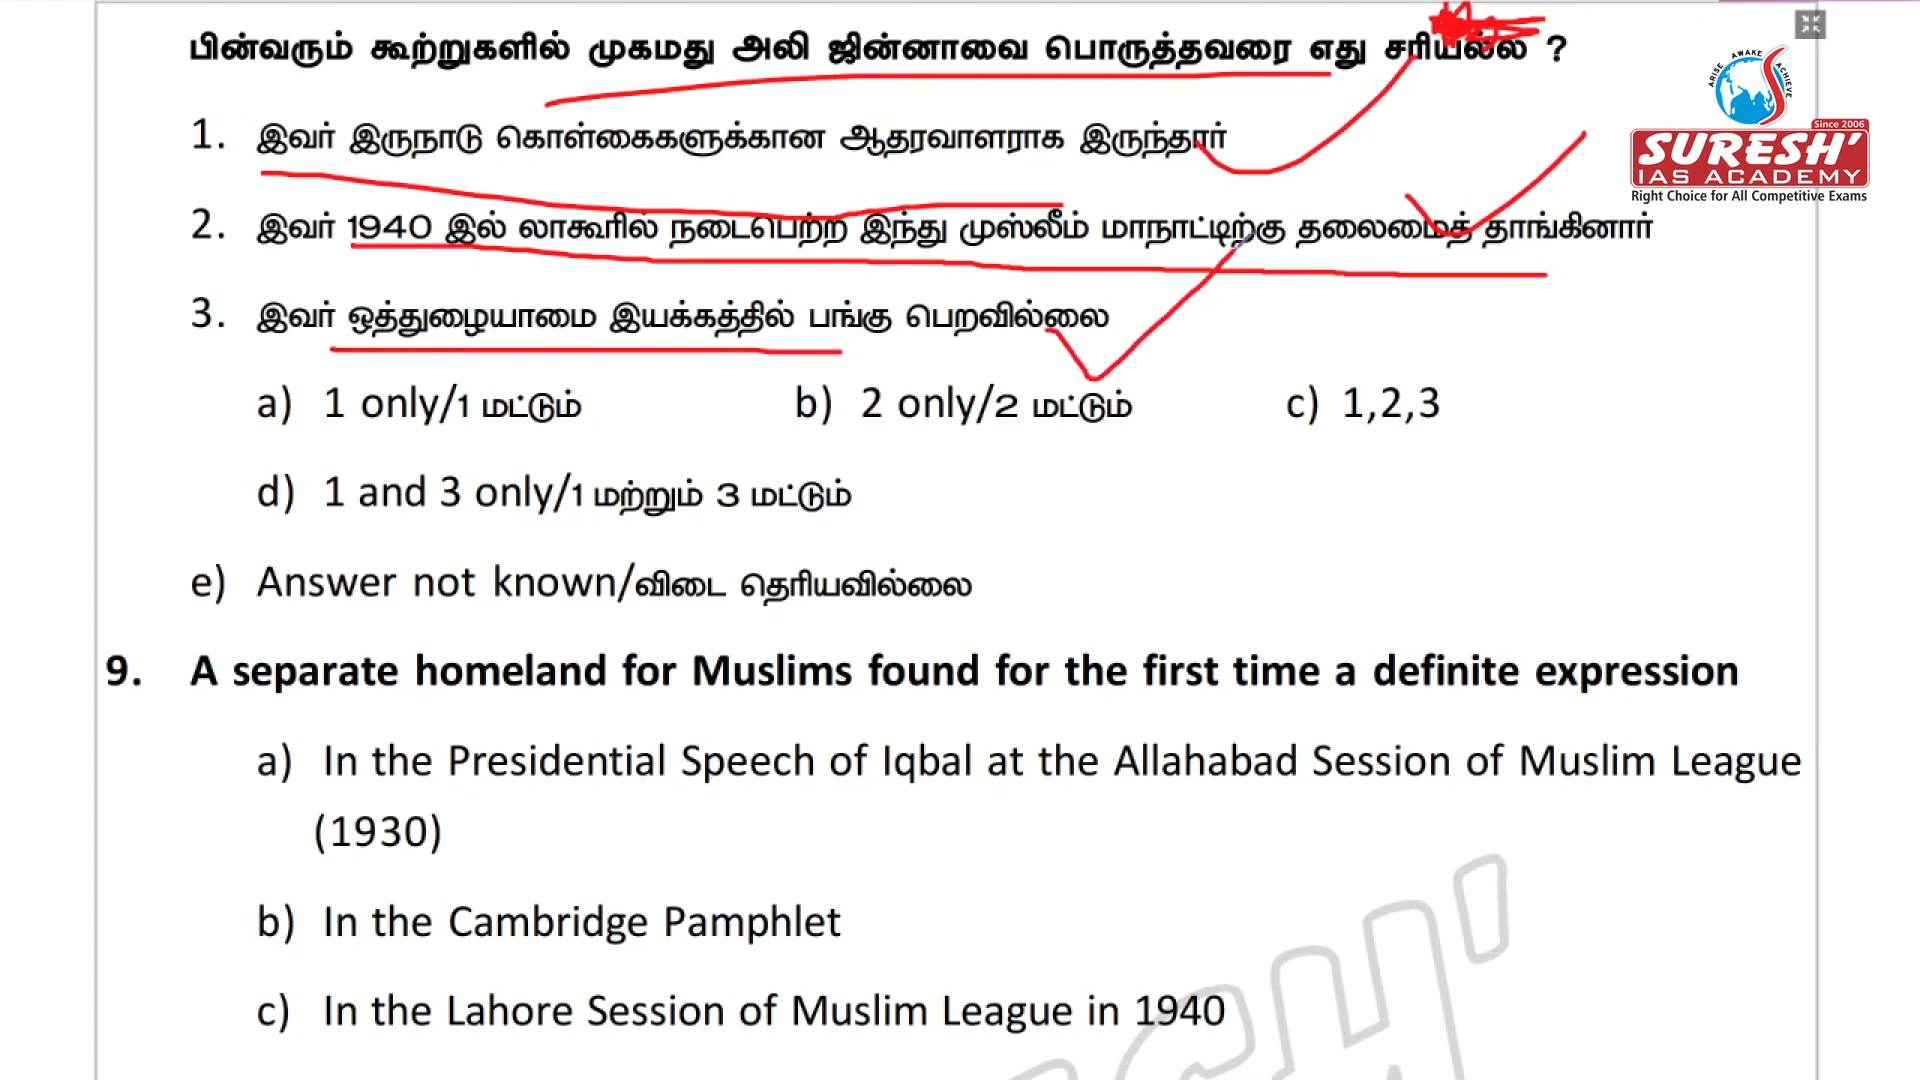 பின்வரும் கூற்றுகளில் முகமது அலி ஜின்னாவை பொருத்தவரை எது சரியல்ல ?
1. இவர் இருநாடு கொள்கைகளுக்கான ஆதரவாளராக இருந்தார்
2. இவர் 1940 இல் லாகூரில் நடைபெற்ற இந்து முஸ்லீம் மாநாட்டிற்கு தலைமைத் தாங்கினார்
3. இவர் ஒத்துழையாமை இயக்கத்தில் பங்கு பெறவில்லை
a) 1 only/1 மட்டும் b) 2 only/2 மட்டும் c) 1,2,3
d) 1 and 3 only/1 மற்றும் 3 மட்டும்
e) Answer not known/விடை தெரியவில்லை
9. A separate homeland for Muslims found for the first time a definite expression
a) In the Presidential Speech of Iqbal at the Allahabad Session of Muslim League
(1930)
b) In the Cambridge Pamphlet
c) In the Lahore Session of Muslim League in 1940
ARISE AWAKE ACHIEVE
Since 2006
SURESH'
IAS ACADEMY
Right Choice for All Competitive Exams